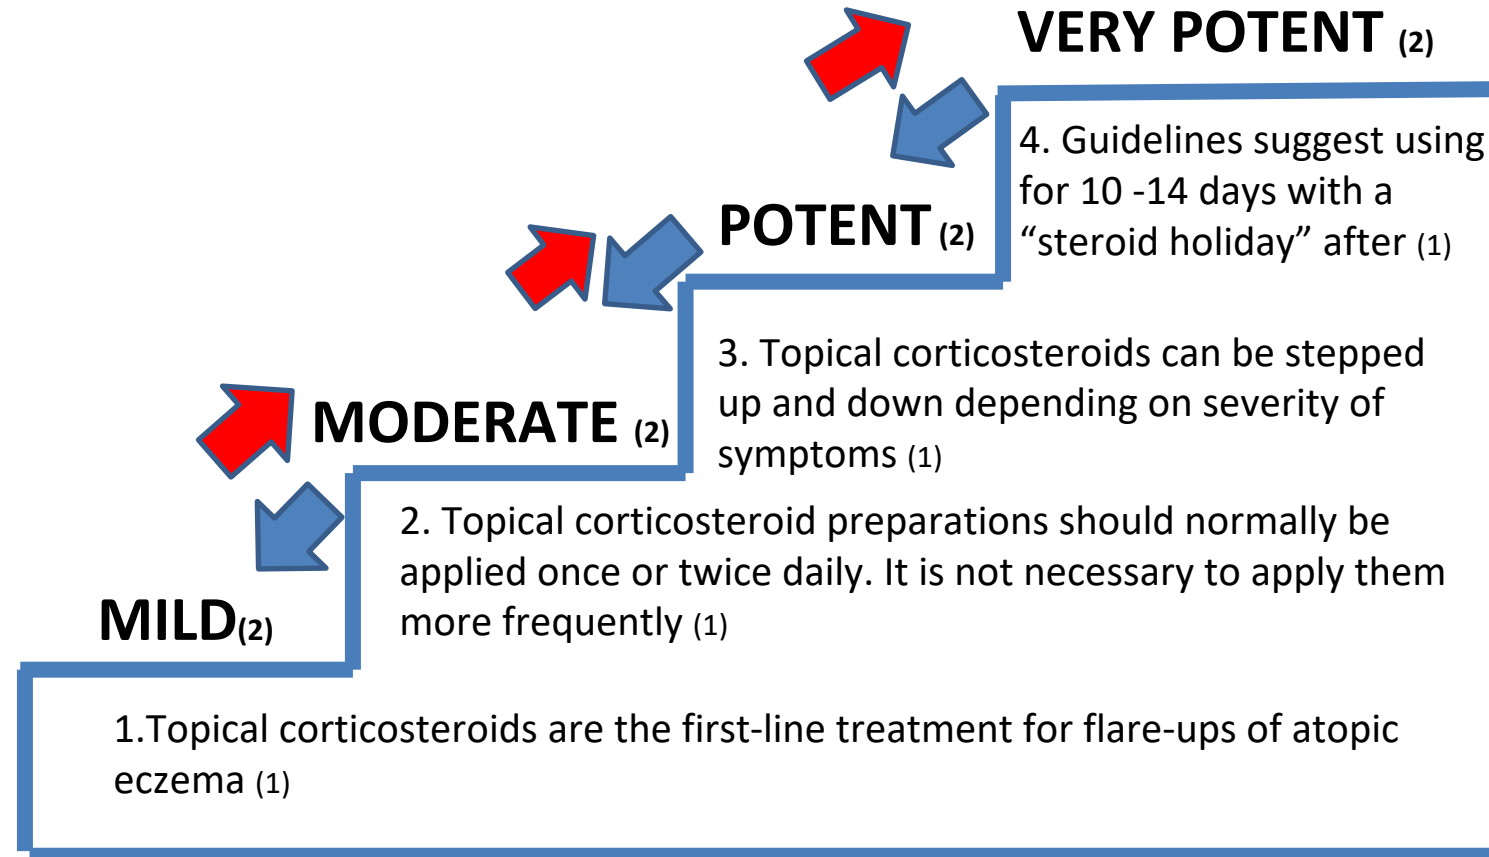 VERY POTENT (2)
4. Guidelines suggest using
for 10 -14 days with a
“steroid holiday” after (1)
POTENT (2)
3. Topical corticosteroids can be stepped
up and down depending on severity of
symptoms (1)
MODERATE (2)
2. Topical corticosteroid preparations should normally be
applied once or twice daily. It is not necessary to apply them
more frequently (1)
MILD(2)
1.Topical corticosteroids are the first-line treatment for flare-ups of atopic
eczema (1)